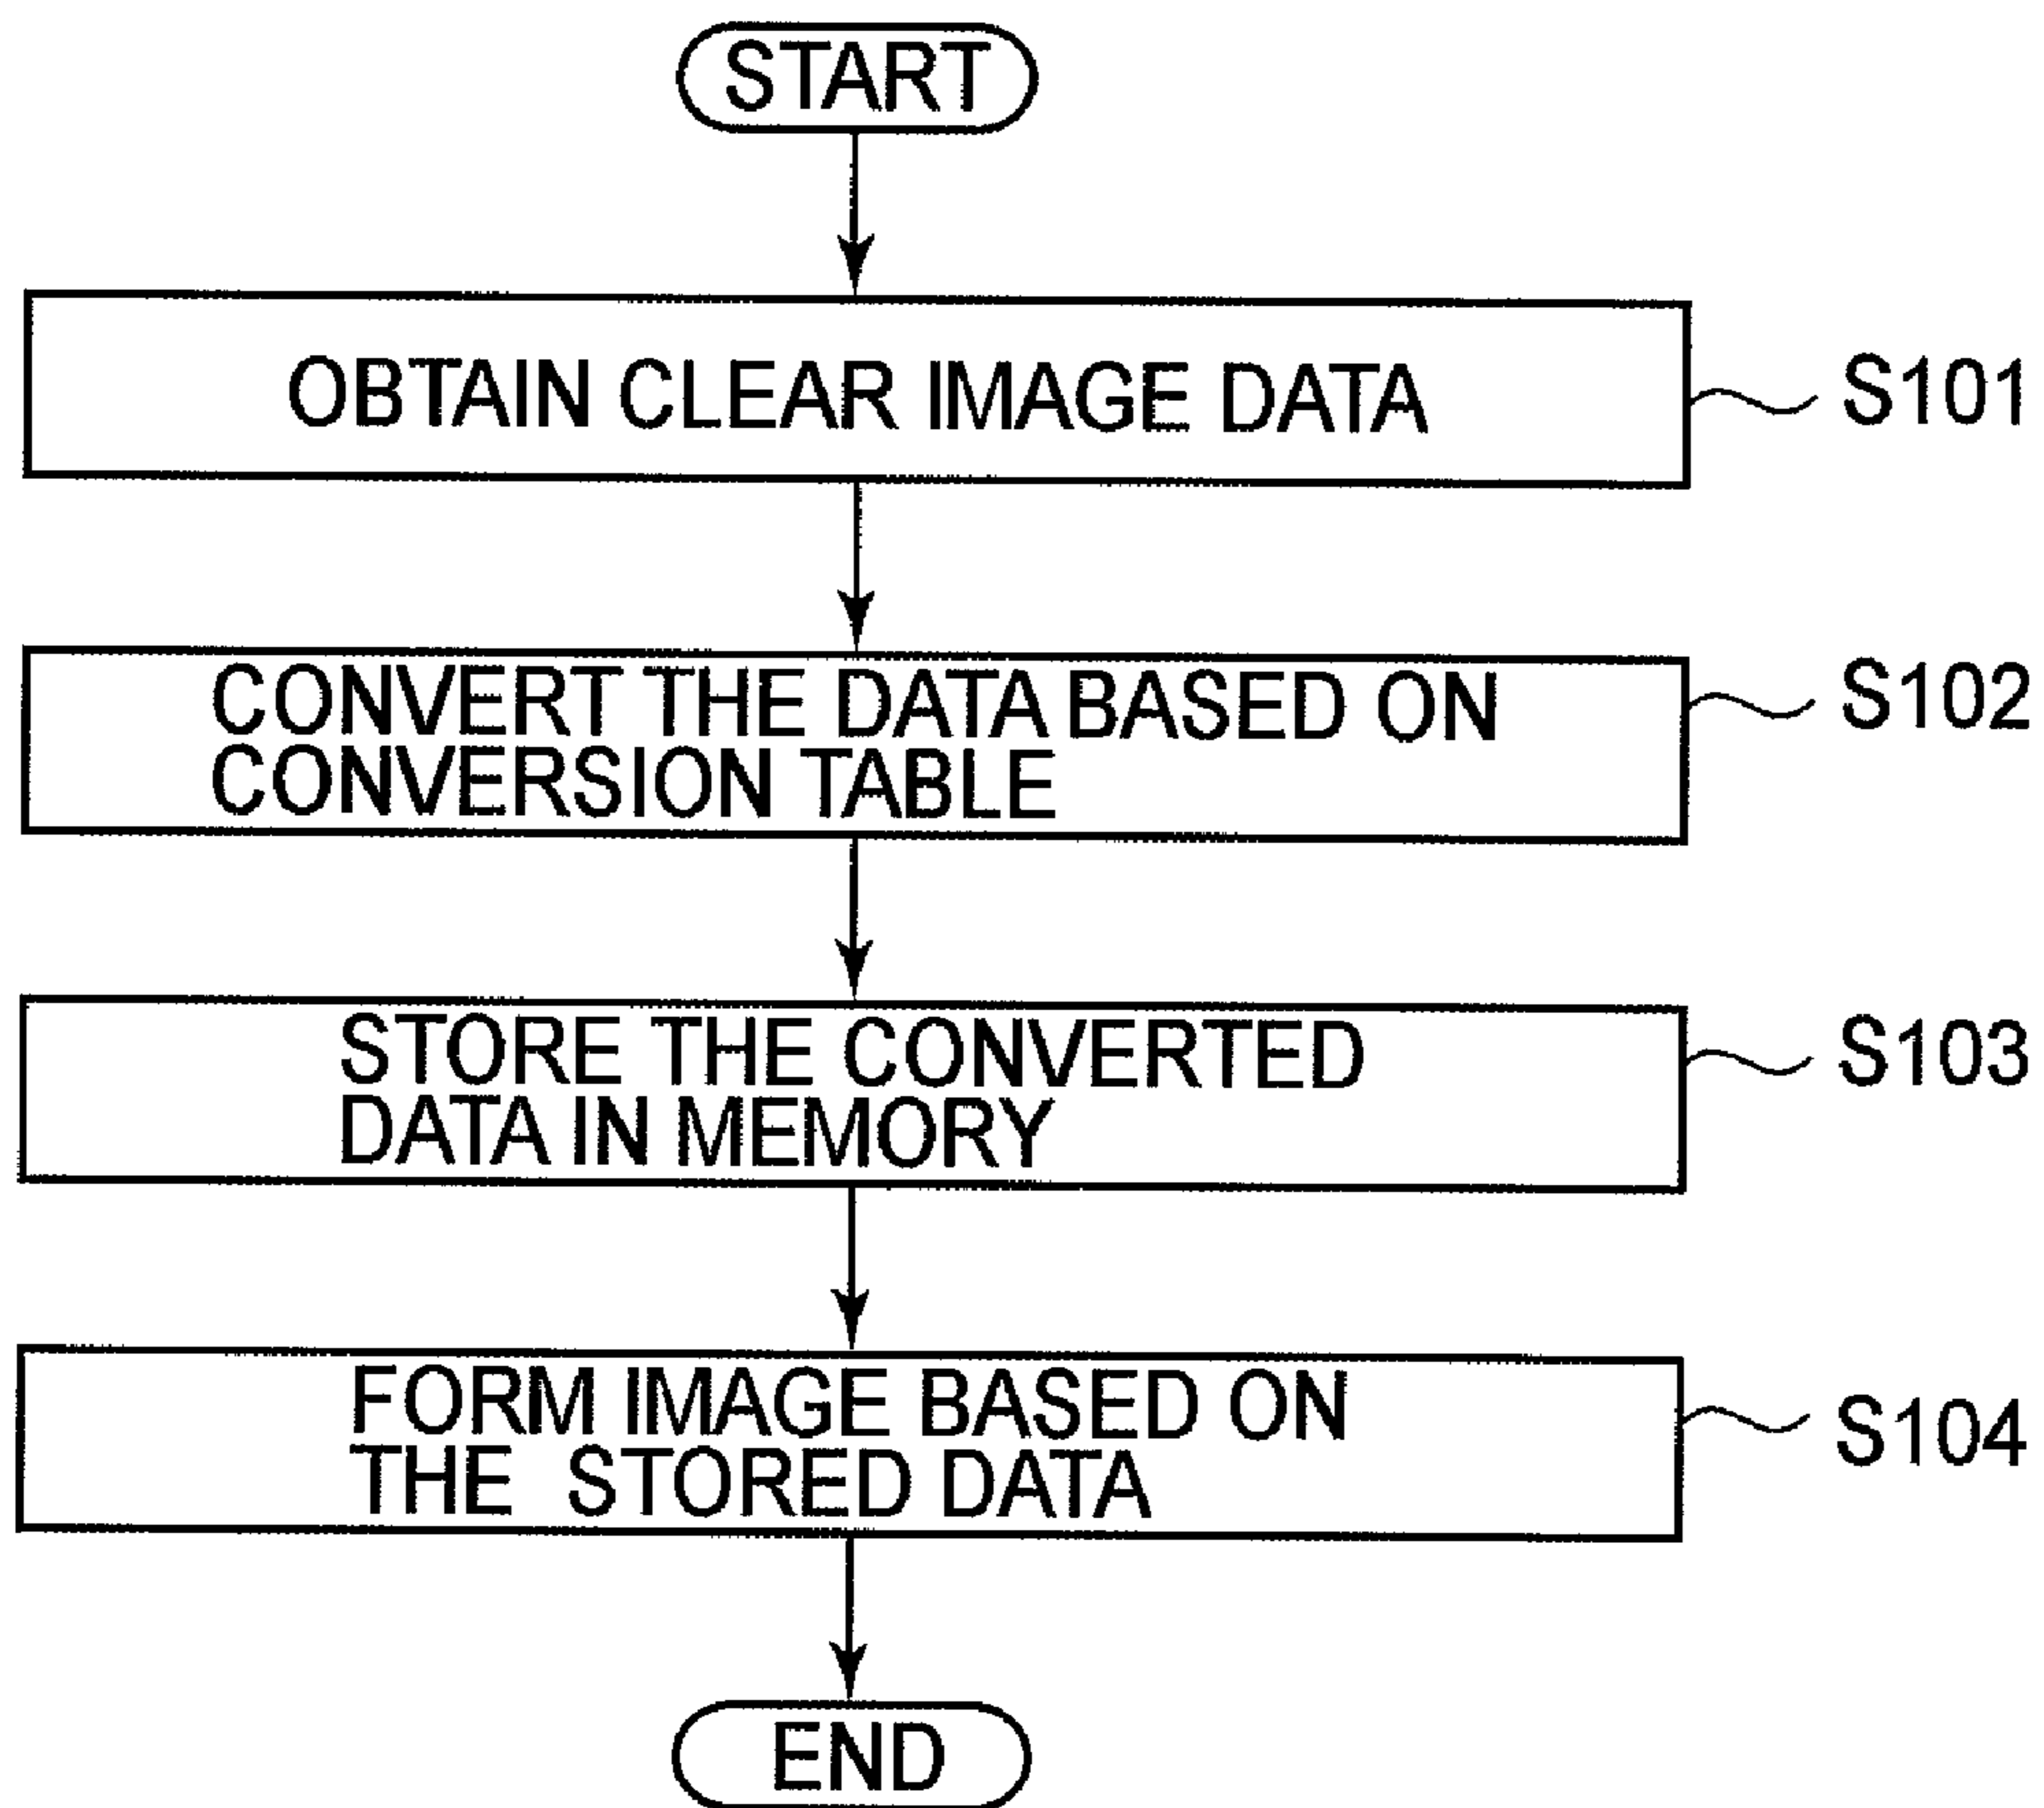 START
OBTAIN CLEAR IMAGE DATA
S101
CONVERT THE DATA BASED ON
CONVERSION TABLE
S102
STORE THE CONVERTED
DATA IN MEMORY
S103
FORM IMAGE BASED ON
THE STORED DATA
S104
END